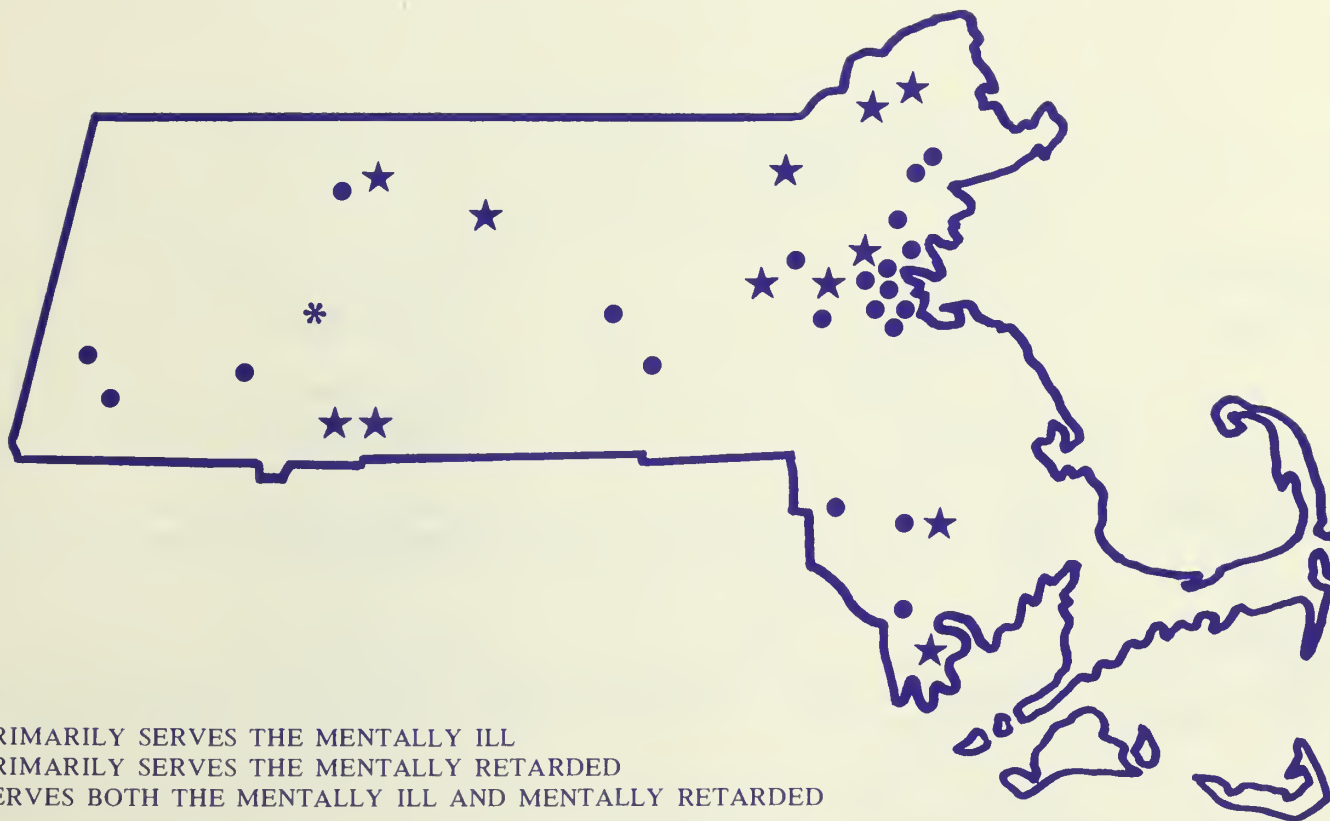 RIMARILY SERVES THE MENTALLY ILL
RIMARILY SERVES THE MENTALLY RETARDED
ERVES BOTH THE MENTALLY ILL AND MENTALLY RETARDED